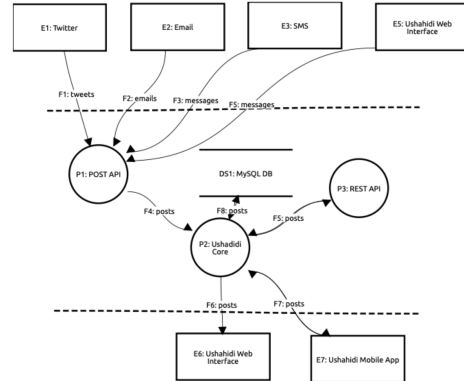 E1: Twitter
E2: Email
E3: SMS
E5: Ushahidi Web
Interface
F1: tweets
F2: emails
F3: messages
F5: messages
P1: POST API
DS1: MySQL DB
P3: REST API
F4: posts
F8: posts
F5: posts
P2: Ushadidi
Core
F6: posts
F7: posts
E6: Ushahidi Web
Interface
E7: Ushahidi Mobile App